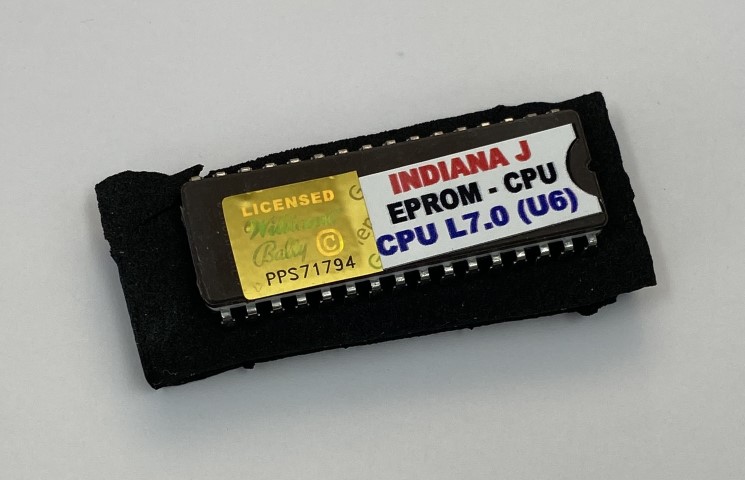 INDIANA J
EPROM - CPU
CPU L7.0 (U6)
LICENSED
Williams
Bally ©
PPS71794